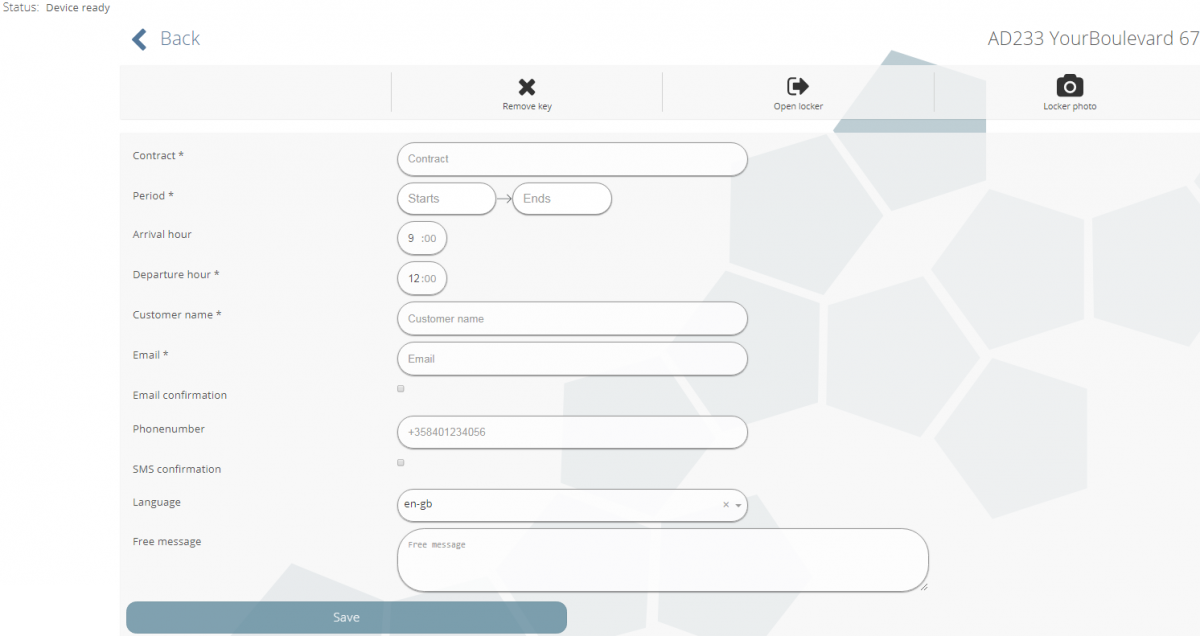 Status: Device ready
Back
AD233 YourBoulevard 67
Remove key
Open locker
Locker photo
Contract *
Contract
Period *
Starts
Ends
Arrival hour
9 :00
Departure hour *
12:00
Customer name *
Customer name
Email *
Email
Email confirmation
Phonenumber
+358401234056
SMS confirmation
Language
en-gb
Free message
Free message
Save